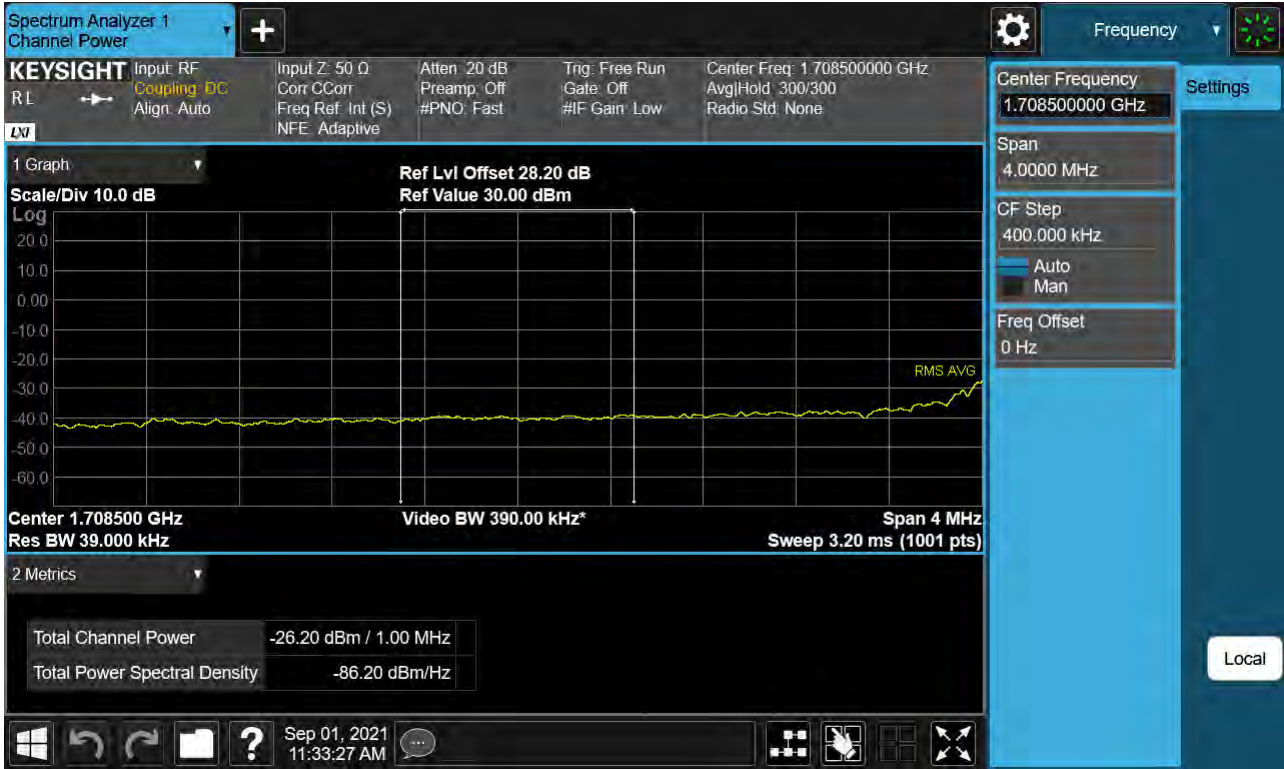 Spectrum Analyzer 1
Channel Power
+
Frequency
KEYSIGHT
R L
LXI
Input: RF
Coupling: DC
Align: Auto
Input Z: 50 Ω
Corr CCorr
Freq Ref: Int (S)
NFE: Adaptive
Atten: 20 dB
Preamp: Off
#PNO: Fast
Trig: Free Run
Gate: Off
#IF Gain: Low
Center Freq: 1.708500000 GHz
Avg|Hold: 300/300
Radio Std: None
1 Graph
Scale/Div 10.0 dB
Ref Lvl Offset 28.20 dB
Ref Value 30.00 dBm
Log
20.0
10.0
0.00
-10.0
-20.0
-30.0
-40.0
-50.0
-60.0
RMS AVG
Center 1.708500 GHz
Res BW 39.000 kHz
Video BW 390.00 kHz*
Span 4 MHz
Sweep 3.20 ms (1001 pts)
2 Metrics
Total Channel Power -26.20 dBm / 1.00 MHz
Total Power Spectral Density -86.20 dBm/Hz
Center Frequency
1.708500000 GHz
Span
4.0000 MHz
CF Step
400.000 kHz
Auto
Man
Freq Offset
0 Hz
Settings
Local
?
Sep 01, 2021
11:33:27 AM